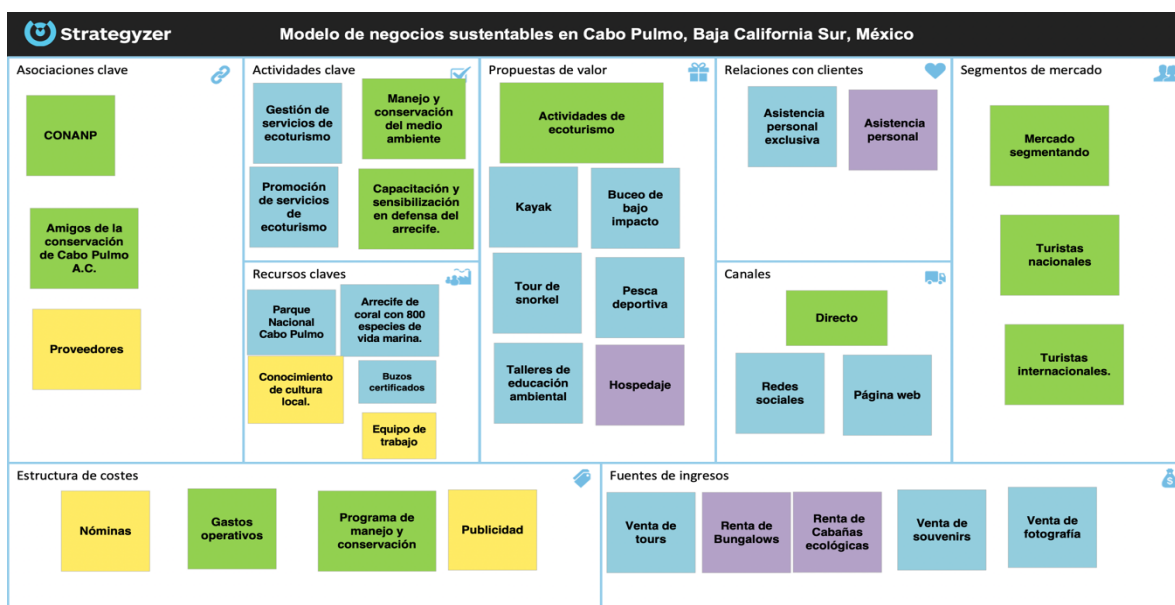 Strategyzer
Modelo de negocios sustentables en Cabo Pulmo, Baja California Sur, México
Asociaciones clave
CONANP
Amigos de la
conservación
de Cabo Pulmo
A.C.
Proveedores
Actividades clave
Gestión de
servicios de
ecoturismo
Manejo y
conservación
del medio
ambiente
Promoción
de servicios
de
ecoturismo
Capacitación y
sensibilización
en defensa del
arrecife.
Recursos claves
Parque
Nacional
Cabo Pulmo
Arrecife de
coral con 800
especies de
vida marina.
Conocimiento
de cultura
local.
Buzos
certificados
Equipo de
trabajo
Propuestas de valor
Actividades de
ecoturismo
Kayak
Buceo de
bajo
impacto
Tour de
snorkel
Pesca
deportiva
Talleres de
educación
ambiental
Hospedaje
Relaciones con clientes
Asistencia
personal
exclusiva
Asistencia
personal
Canales
Directo
Redes
sociales
Página web
Segmentos de mercado
Mercado
segmentando
Turistas
nacionales
Turistas
internacionales.
Estructura de costes
Nóminas
Gastos
operativos
Programa de
manejo y
conservación
Publicidad
Fuentes de ingresos
Venta de
tours
Renta de
Bungalows
Renta de
Cabañas
ecológicas
Venta de
souvenirs
Venta de
fotografía
$